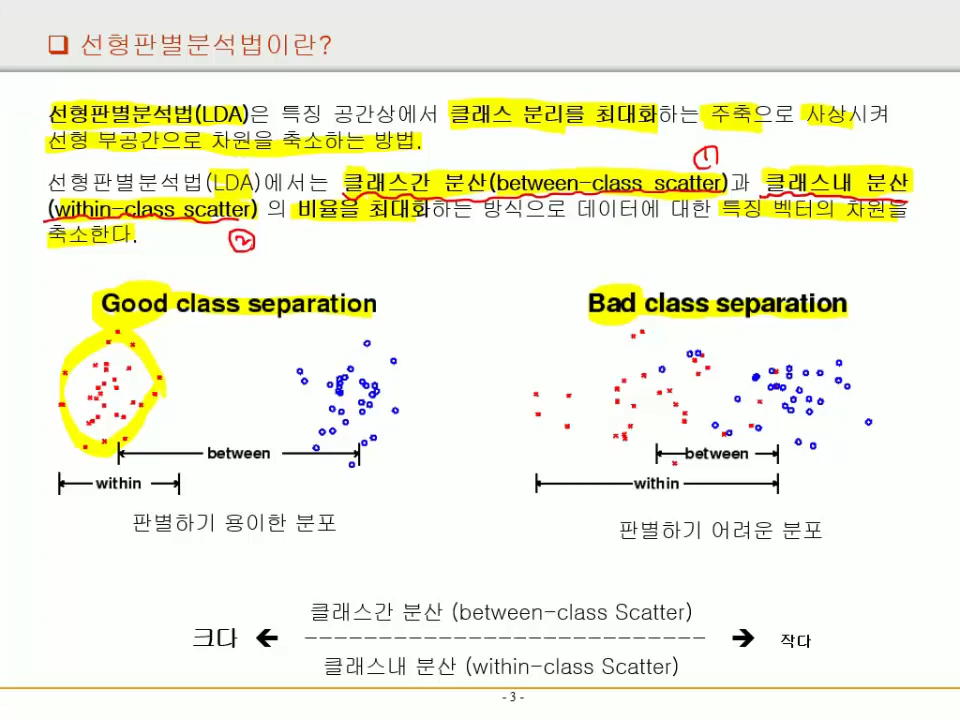 ❑ 선형판별분석법이란?
선형판별분석법(LDA)은 특징 공간상에서 클래스 분리를 최대화하는 주축으로 사상시켜
선형 부공간으로 차원을 축소하는 방법.
①
선형판별분석법(LDA)에서는 클래스간 분산(between-class scatter)과 클래스내 분산
(within-class scatter) 의 비율을 최대화하는 방식으로 데이터에 대한 특징 벡터의 차원을
축소한다.
②
Good class separation
between
within
판별하기 용이한 분포
Bad class separation
between
within
판별하기 어려운 분포
클래스간 분산 (between-class Scatter)
크다 🡸 ---------------------------- 🡺 작다
클래스내 분산 (within-class Scatter)
- 3 -